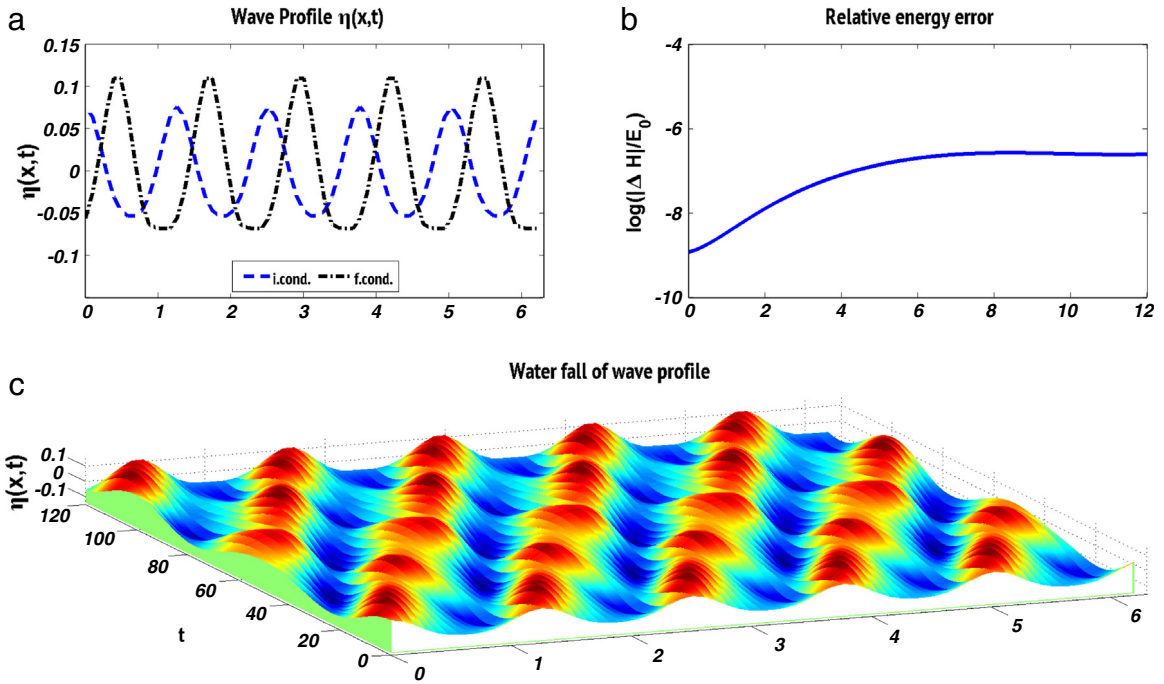 a
Wave Profile η(x,t)
η(x,t)
0.15
0.1
0.05
0
-0.05
-0.1
i.cond.
f.cond.
0 1 2 3 4 5 6
b
Relative energy error
log(|Δ H|/E_0)
-4
-6
-8
-10
0 2 4 6 8 10 12
c
Water fall of wave profile
η(x,t)
0.1
0
-0.1
120
100
80
60
40
20
0
t
0 1 2 3 4 5 6